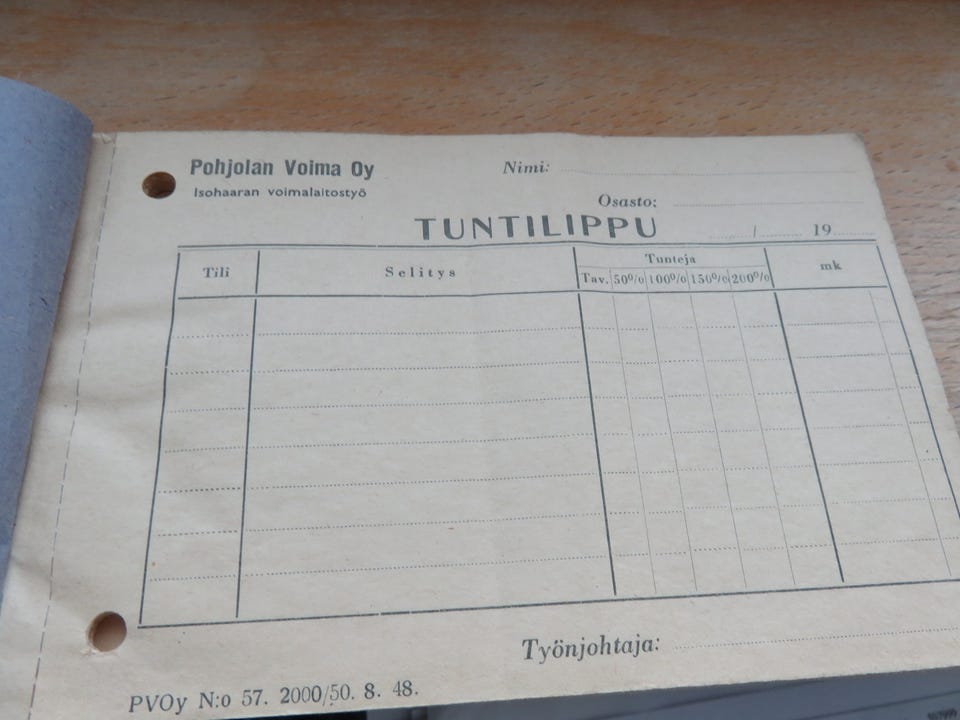 Pohjolan Voima Oy
Isohaaran voimalaitostyö
Nimi:
Osasto:
TUNTILIPPU
/ 19
Tili Selitys Tunteja mk
Tav. 50% 100% 150% 200%
Työnjohtaja:
PVOy N:o 57. 2000/50. 8. 48.